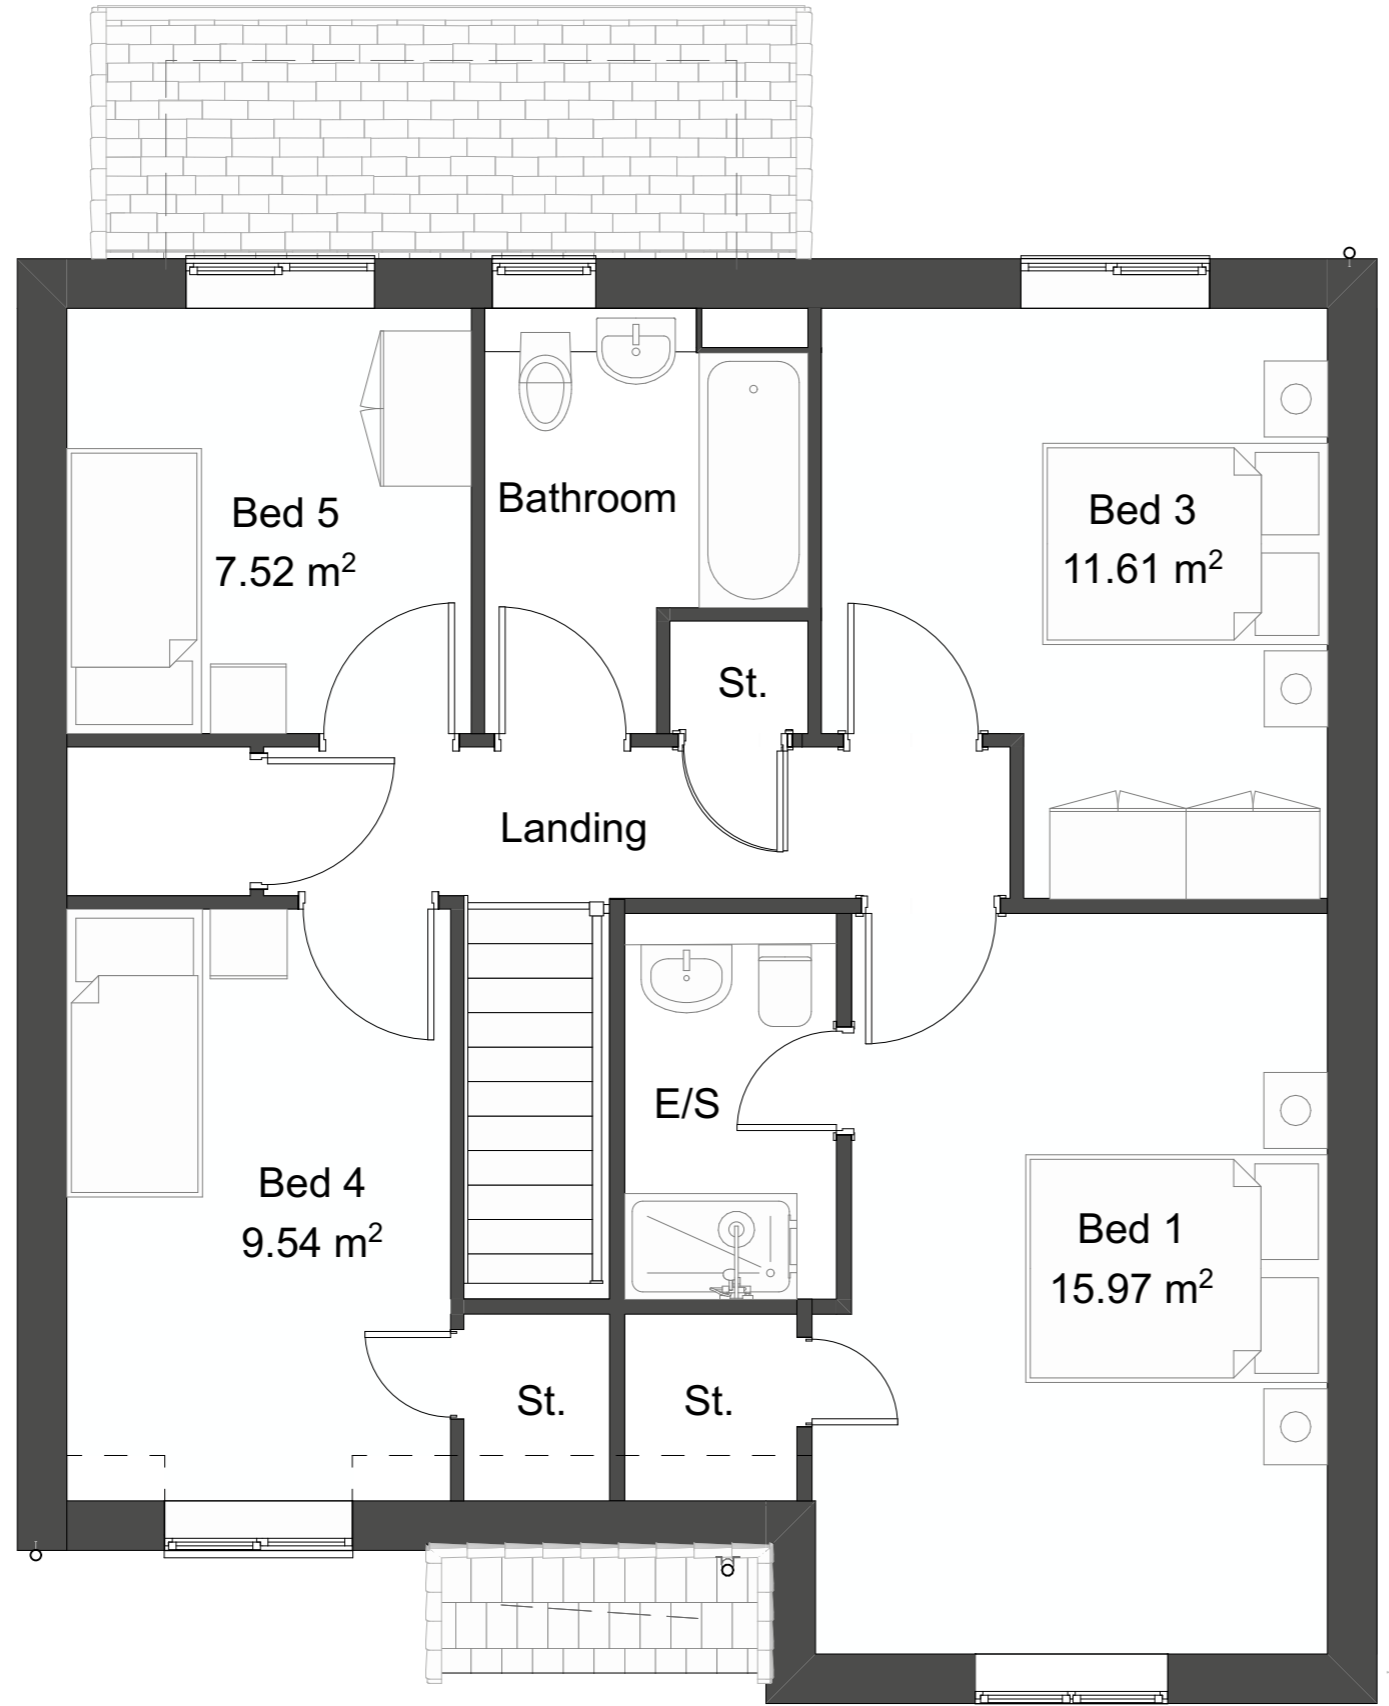 Bed 5
7.52 m²
Bathroom
Bed 3
11.61 m²
St.
Landing
E/S
Bed 4
9.54 m²
Bed 1
15.97 m²
St.
St.